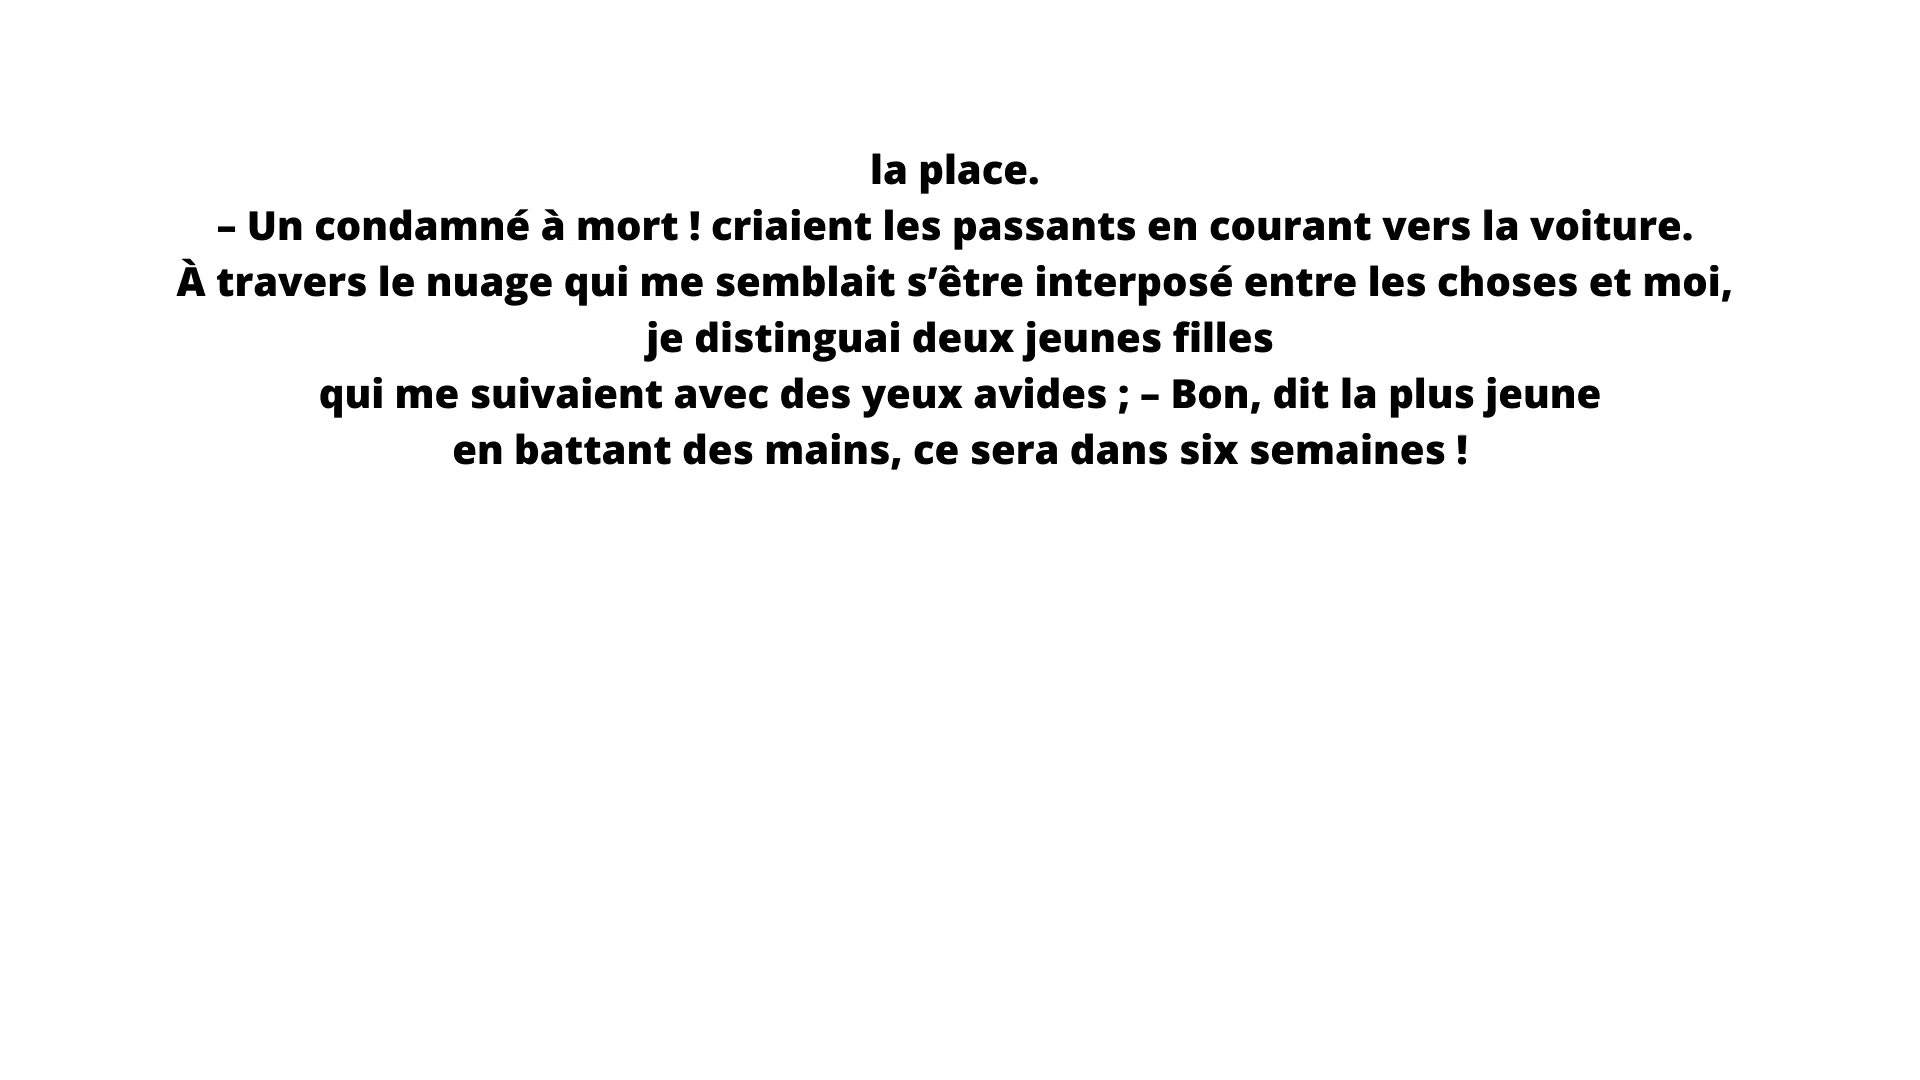 la place.
– Un condamné à mort ! criaient les passants en courant vers la voiture.
À travers le nuage qui me semblait s’être interposé entre les choses et moi,
je distinguai deux jeunes filles
qui me suivaient avec des yeux avides ; – Bon, dit la plus jeune
en battant des mains, ce sera dans six semaines !